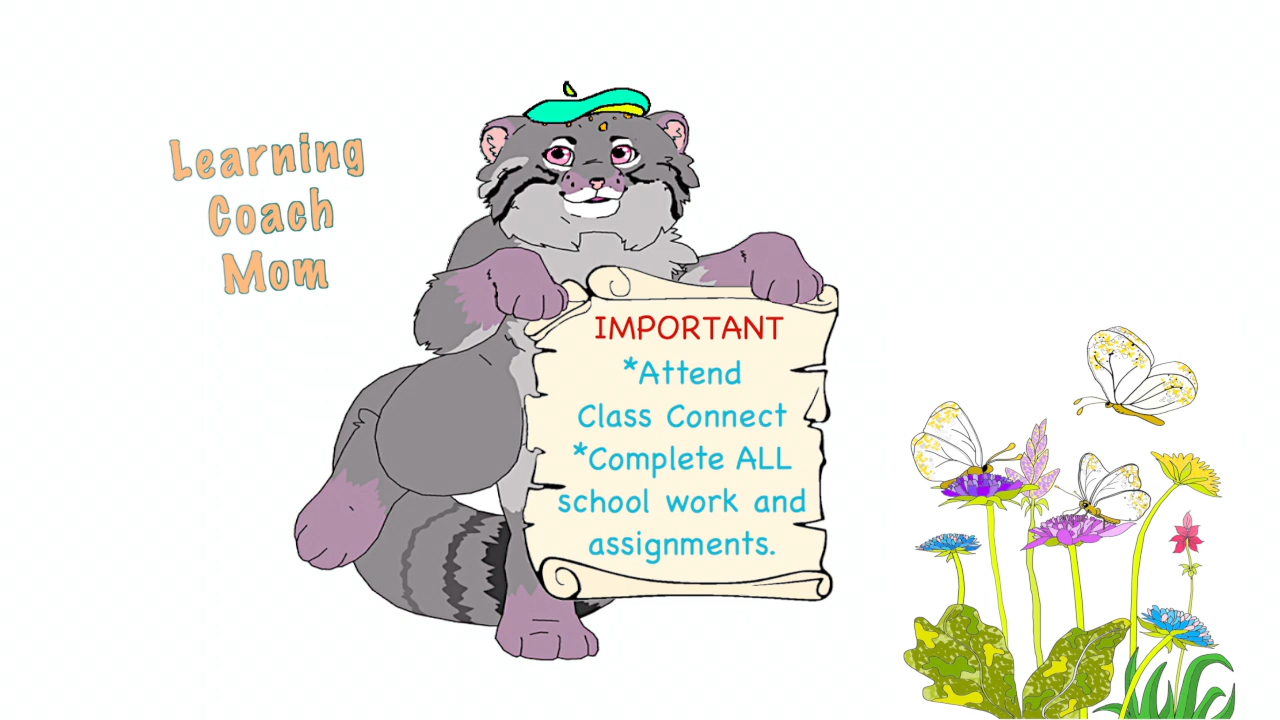 Learning
Coach
Mom
IMPORTANT
*Attend
Class Connect
*Complete ALL
school work and
assignments.